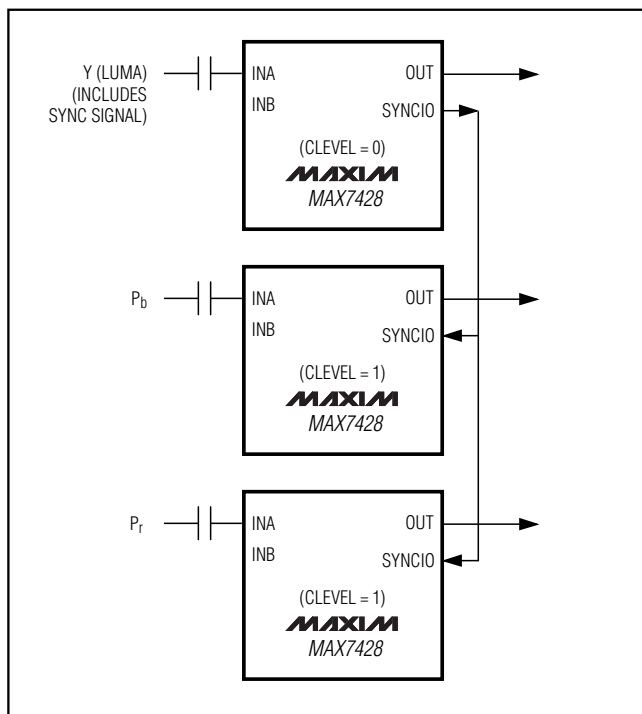 Y (LUMA)
(INCLUDES
SYNC SIGNAL)
INA
INB
OUT
SYNCIO
(CLEVEL = 0)
MAXIM
MAX7428
Pb
INA
INB
OUT
SYNCIO
(CLEVEL = 1)
MAXIM
MAX7428
Pr
INA
INB
OUT
SYNCIO
(CLEVEL = 1)
MAXIM
MAX7428